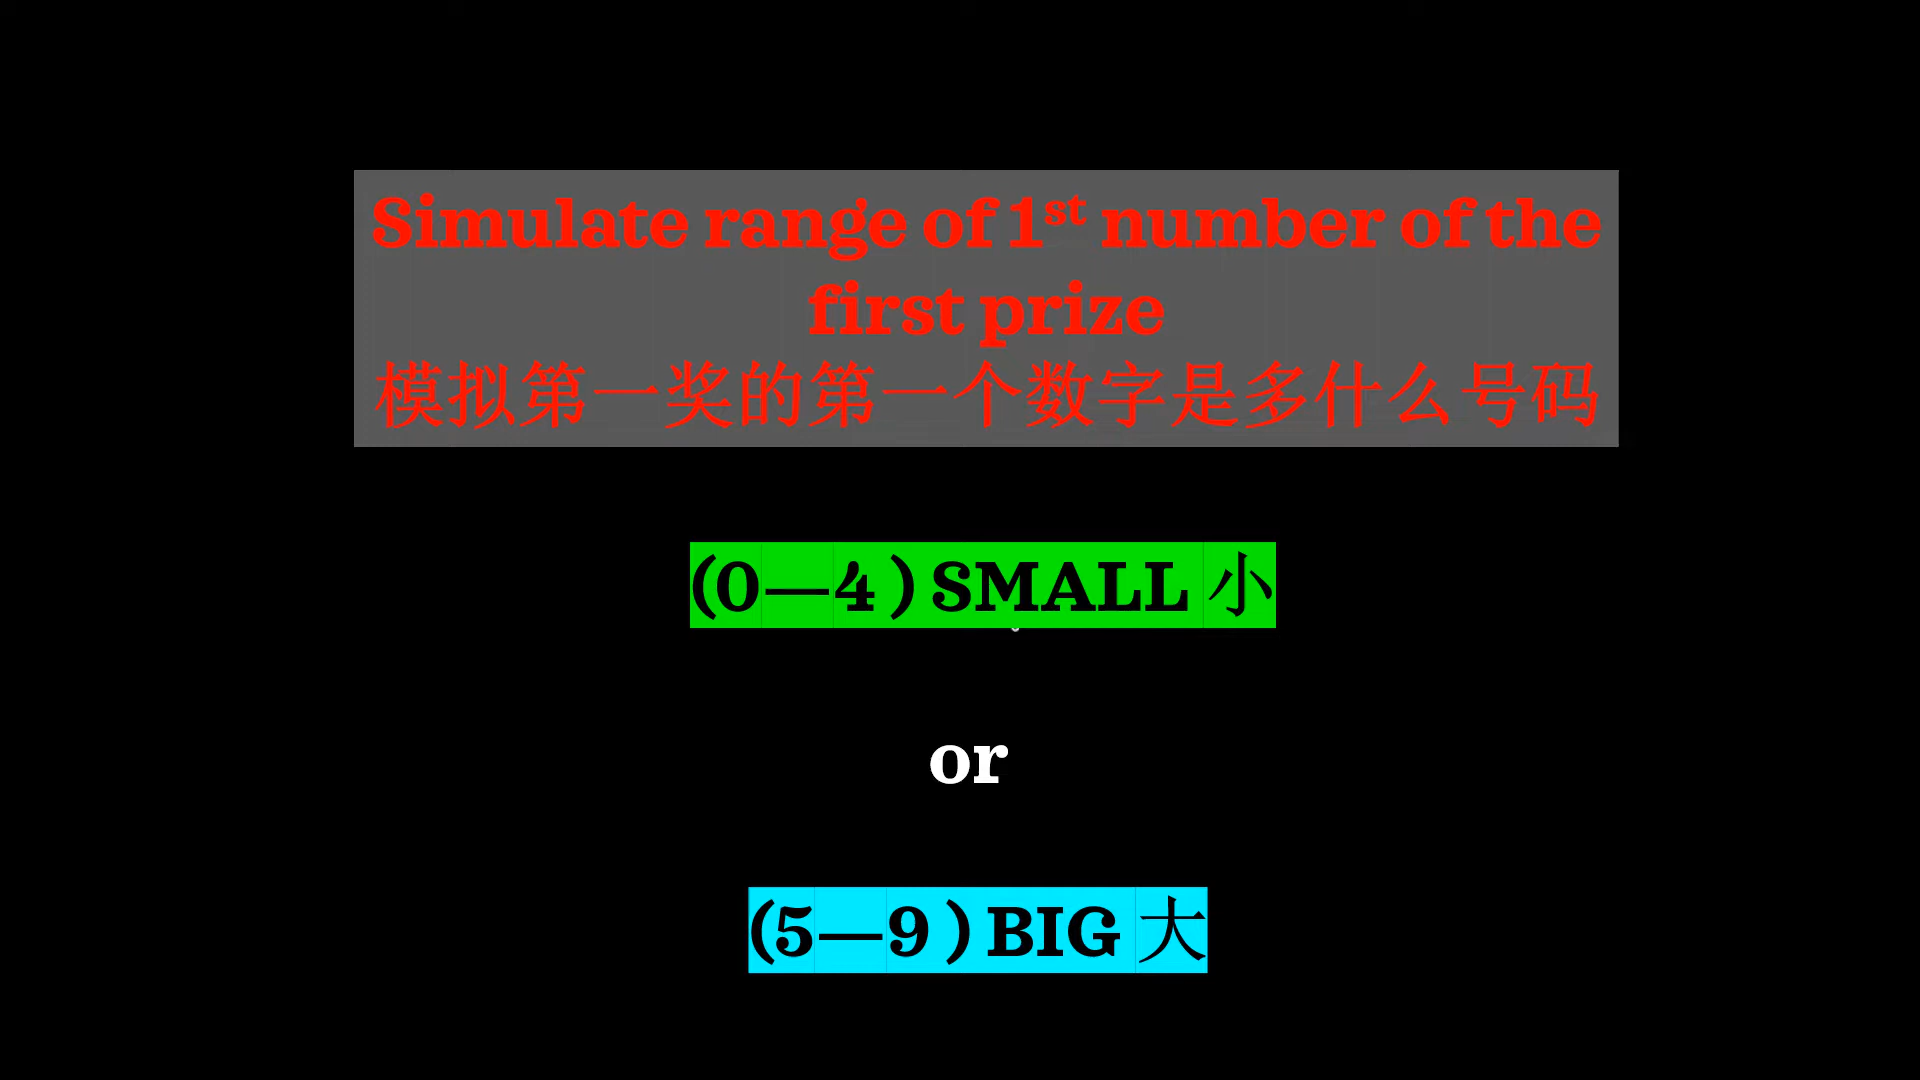 Simulate range of 1st number of the
first prize
模拟第一奖的第一个数字是多什么号码
(0—4 ) SMALL 小
or
(5—9 ) BIG 大